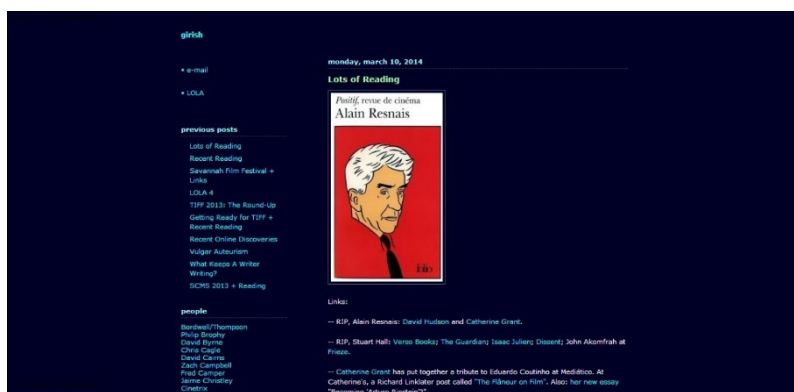 girish
• e-mail
• LOLA
previous posts
Lots of Reading
Recent Reading
Savannah Film Festival +
Links
LOLA 4
TIFF 2013: The Round-Up
Getting Ready for TIFF +
Recent Reading
Recent Online Discoveries
Vulgar Auteurism
What Keeps A Writer
Writing?
SCMS 2013 + Reading
people
Bordwell/Thompson
Philip Brophy
David Byrne
Chris Cagle
David Cairns
Zach Campbell
Fred Camper
Jaime Christley
Cinetrix
monday, march 10, 2014
Lots of Reading
Positif, revue de cinéma
Alain Resnais
folio
Links:
-- RIP, Alain Resnais: David Hudson and Catherine Grant.
-- RIP, Stuart Hall: Verso Books; The Guardian; Isaac Julien; Dissent; John Akomfrah at
Frieze.
-- Catherine Grant has put together a tribute to Eduardo Coutinho at Mediático. At
Catherine's, a Richard Linklater post called "The Flâneur on Film". Also: her new essay
"Becoming 'Arturo Ripstein'?"